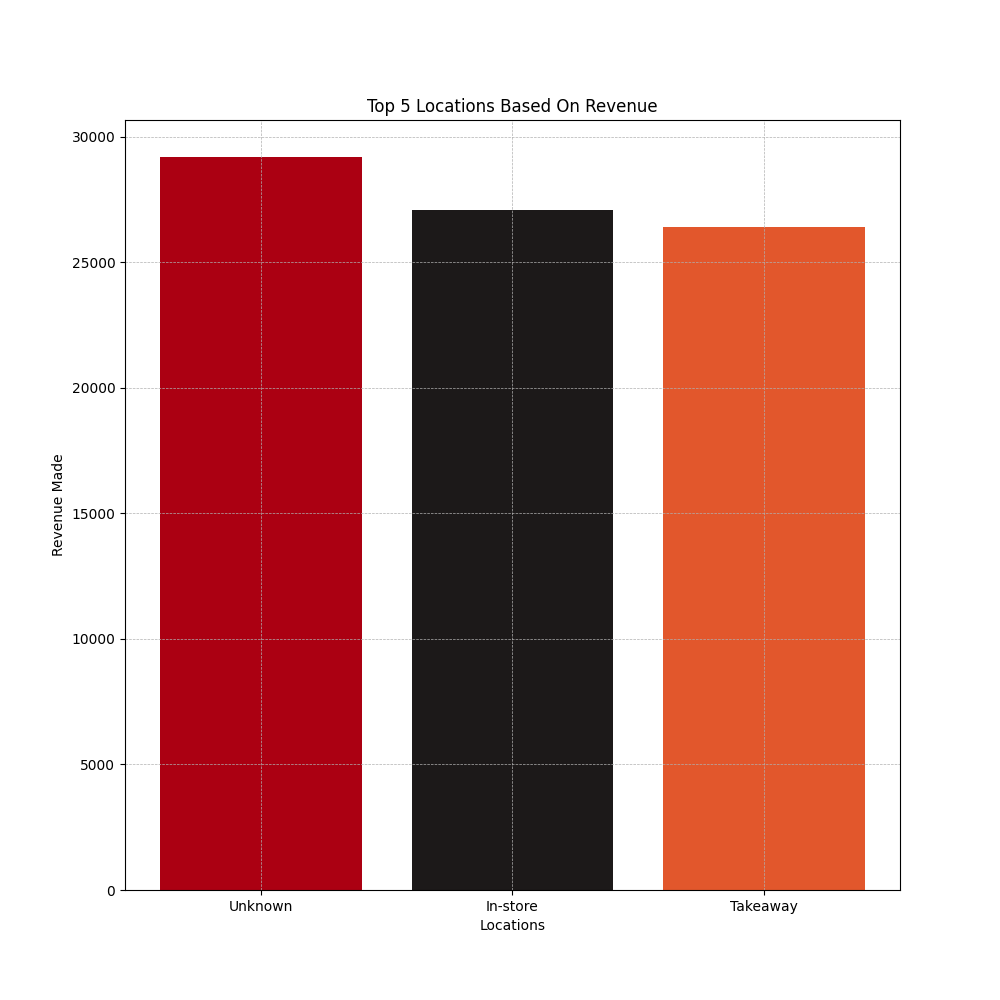 Top 5 Locations Based On Revenue
30000
25000
20000
15000
10000
5000
0
Revenue Made
Unknown In-store Takeaway
Locations